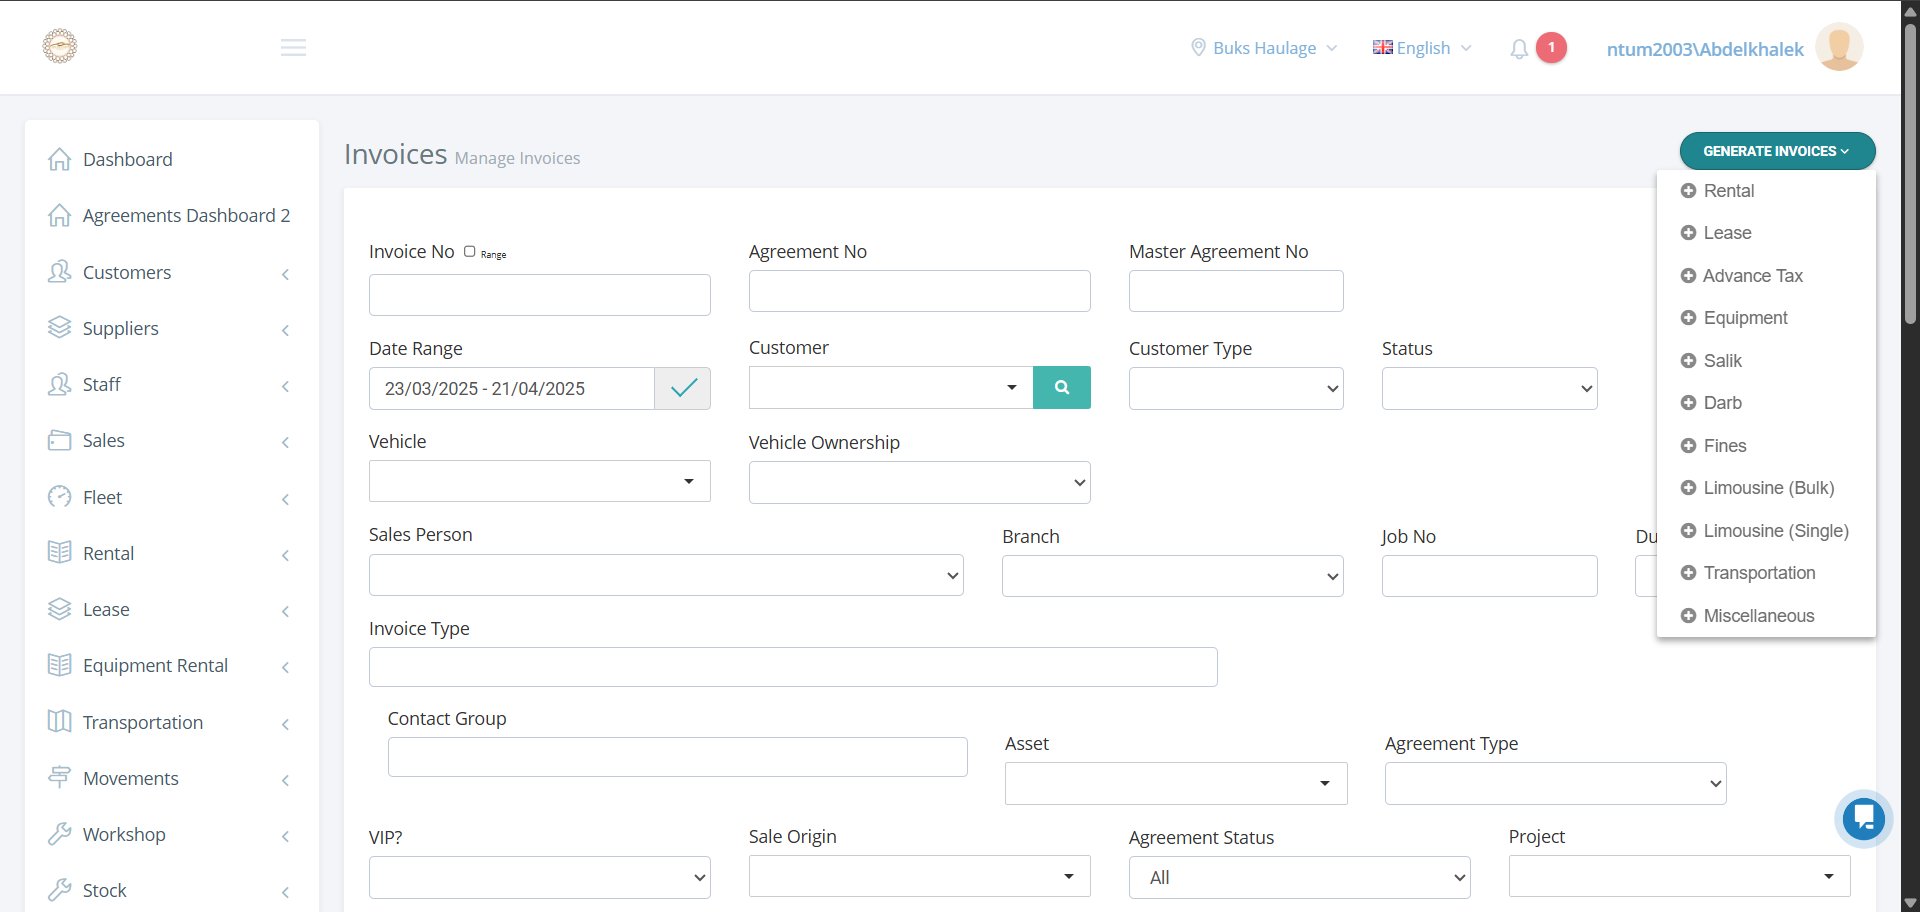 Buks Haulage
English
1
ntum2003\Abdelkhalek
Dashboard
Agreements Dashboard 2
Customers
Suppliers
Staff
Sales
Fleet
Rental
Lease
Equipment Rental
Transportation
Movements
Workshop
Stock
Invoices Manage Invoices
GENERATE INVOICES
Rental
Lease
Advance Tax
Equipment
Salik
Darb
Fines
Limousine (Bulk)
Limousine (Single)
Transportation
Miscellaneous
Invoice No Range
Agreement No
Master Agreement No
Date Range
23/03/2025 - 21/04/2025
Customer
Customer Type
Status
Vehicle
Vehicle Ownership
Sales Person
Branch
Job No
Du
Invoice Type
Contact Group
Asset
Agreement Type
VIP?
Sale Origin
Agreement Status
All
Project